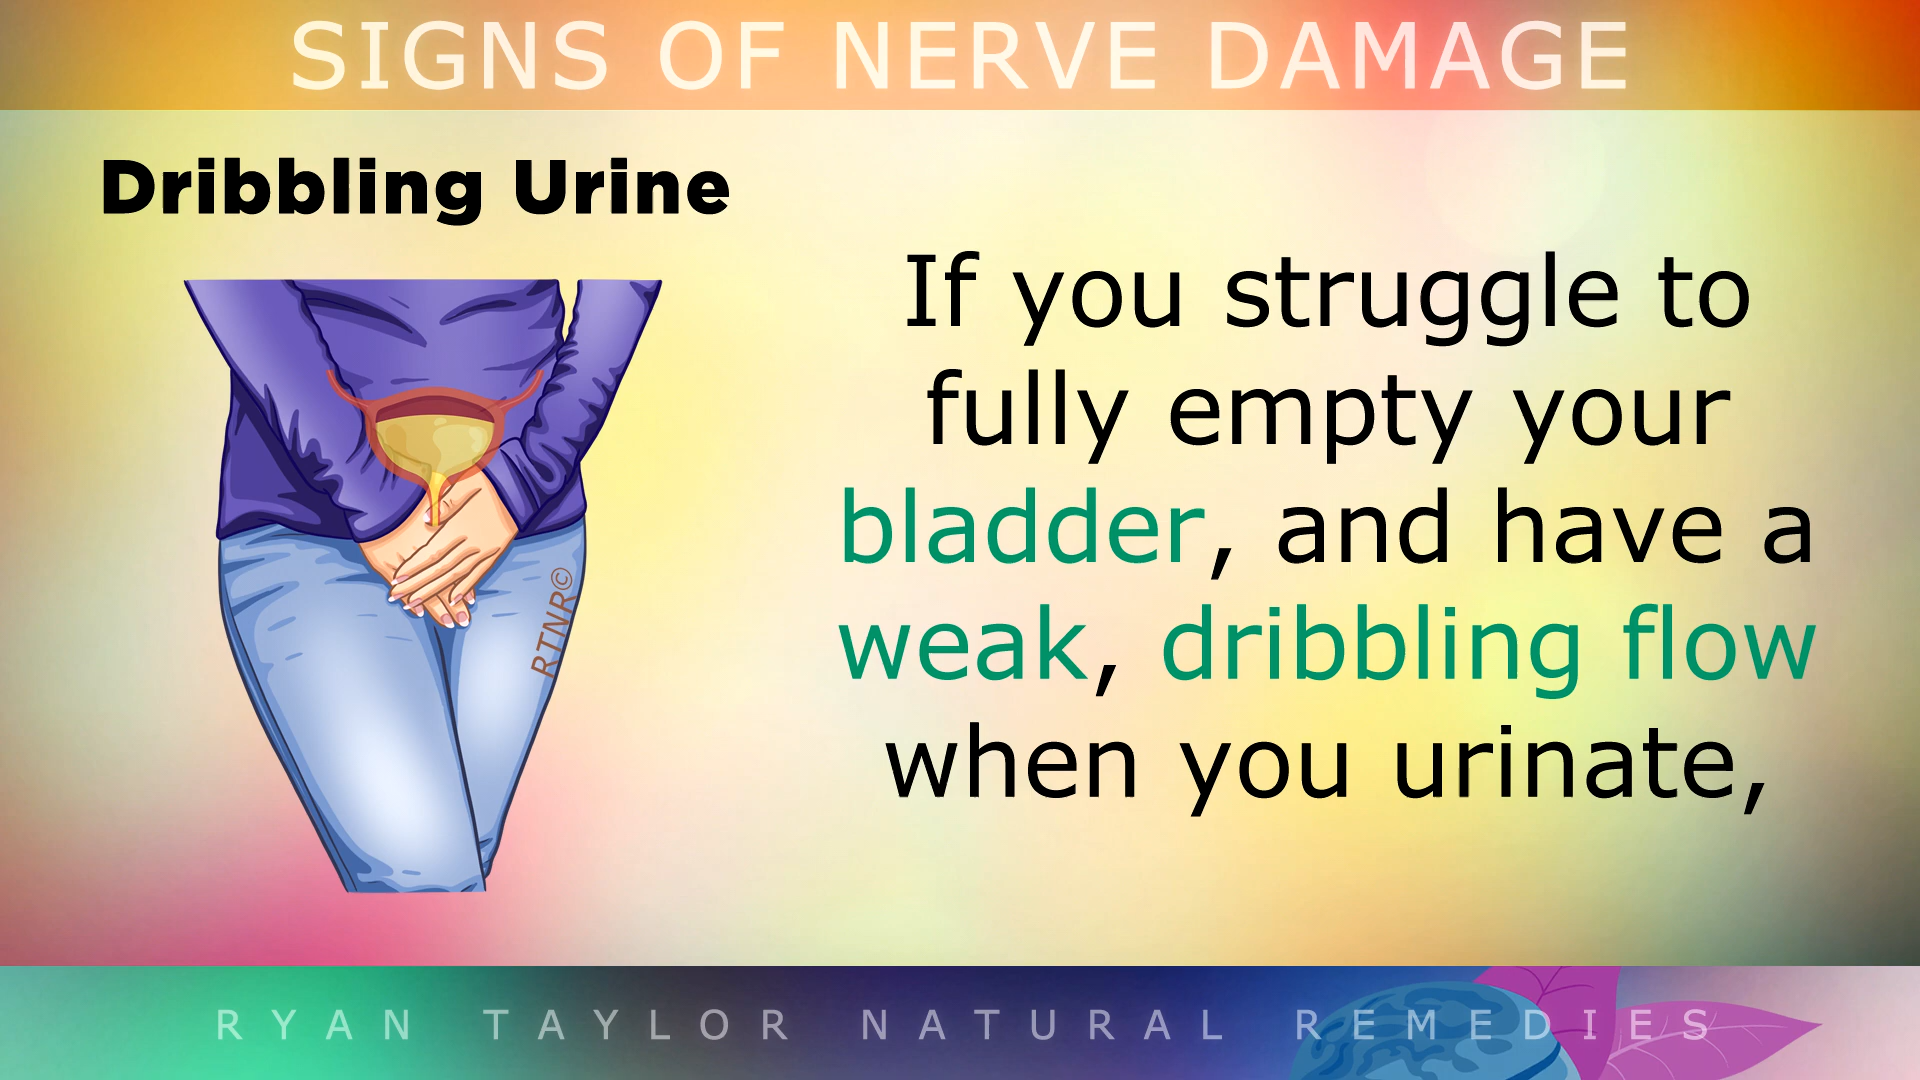 SIGNS OF NERVE DAMAGE
Dribbling Urine
If you struggle to
fully empty your
bladder, and have a
weak, dribbling flow
when you urinate,
RTNR©
RYAN TAYLOR NATURAL REMEDIES